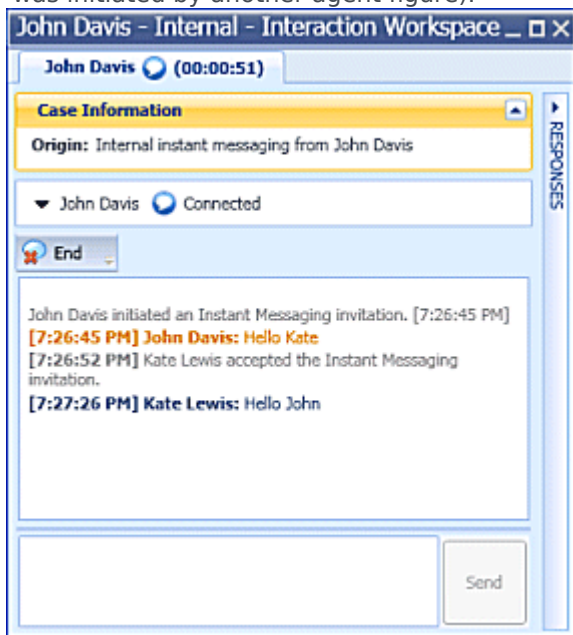 was initiated by another agent figure).
John Davis - Internal - Interaction Workspace
John Davis (00:00:51)
Case Information
Origin: Internal instant messaging from John Davis
RESPONSES
John Davis Connected
End
John Davis initiated an Instant Messaging invitation. [7:26:45 PM]
[7:26:45 PM] John Davis: Hello Kate
[7:26:52 PM] Kate Lewis accepted the Instant Messaging
invitation.
[7:27:26 PM] Kate Lewis: Hello John
Send